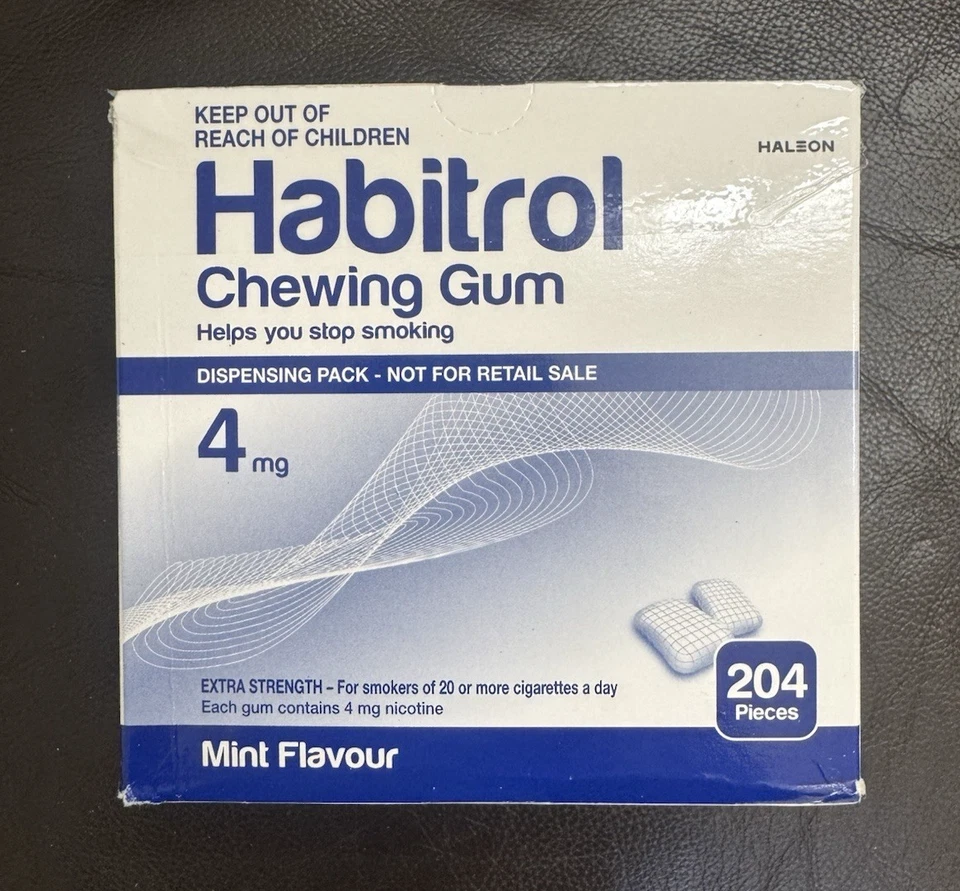 KEEP OUT OF
REACH OF CHILDREN
HALEON
Habitrol
Chewing Gum
Helps you stop smoking
DISPENSING PACK - NOT FOR RETAIL SALE
4 mg
EXTRA STRENGTH – For smokers of 20 or more cigarettes a day
Each gum contains 4 mg nicotine
204
Pieces
Mint Flavour